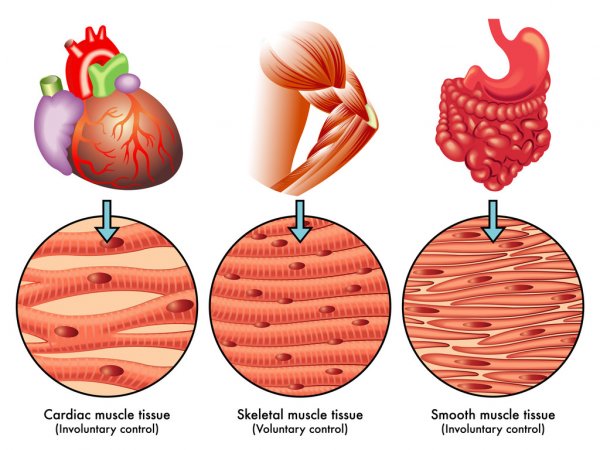 Cardiac muscle tissue
(Involuntary control)
Skeletal muscle tissue
(Voluntary control)
Smooth muscle tissue
(Involuntary control)